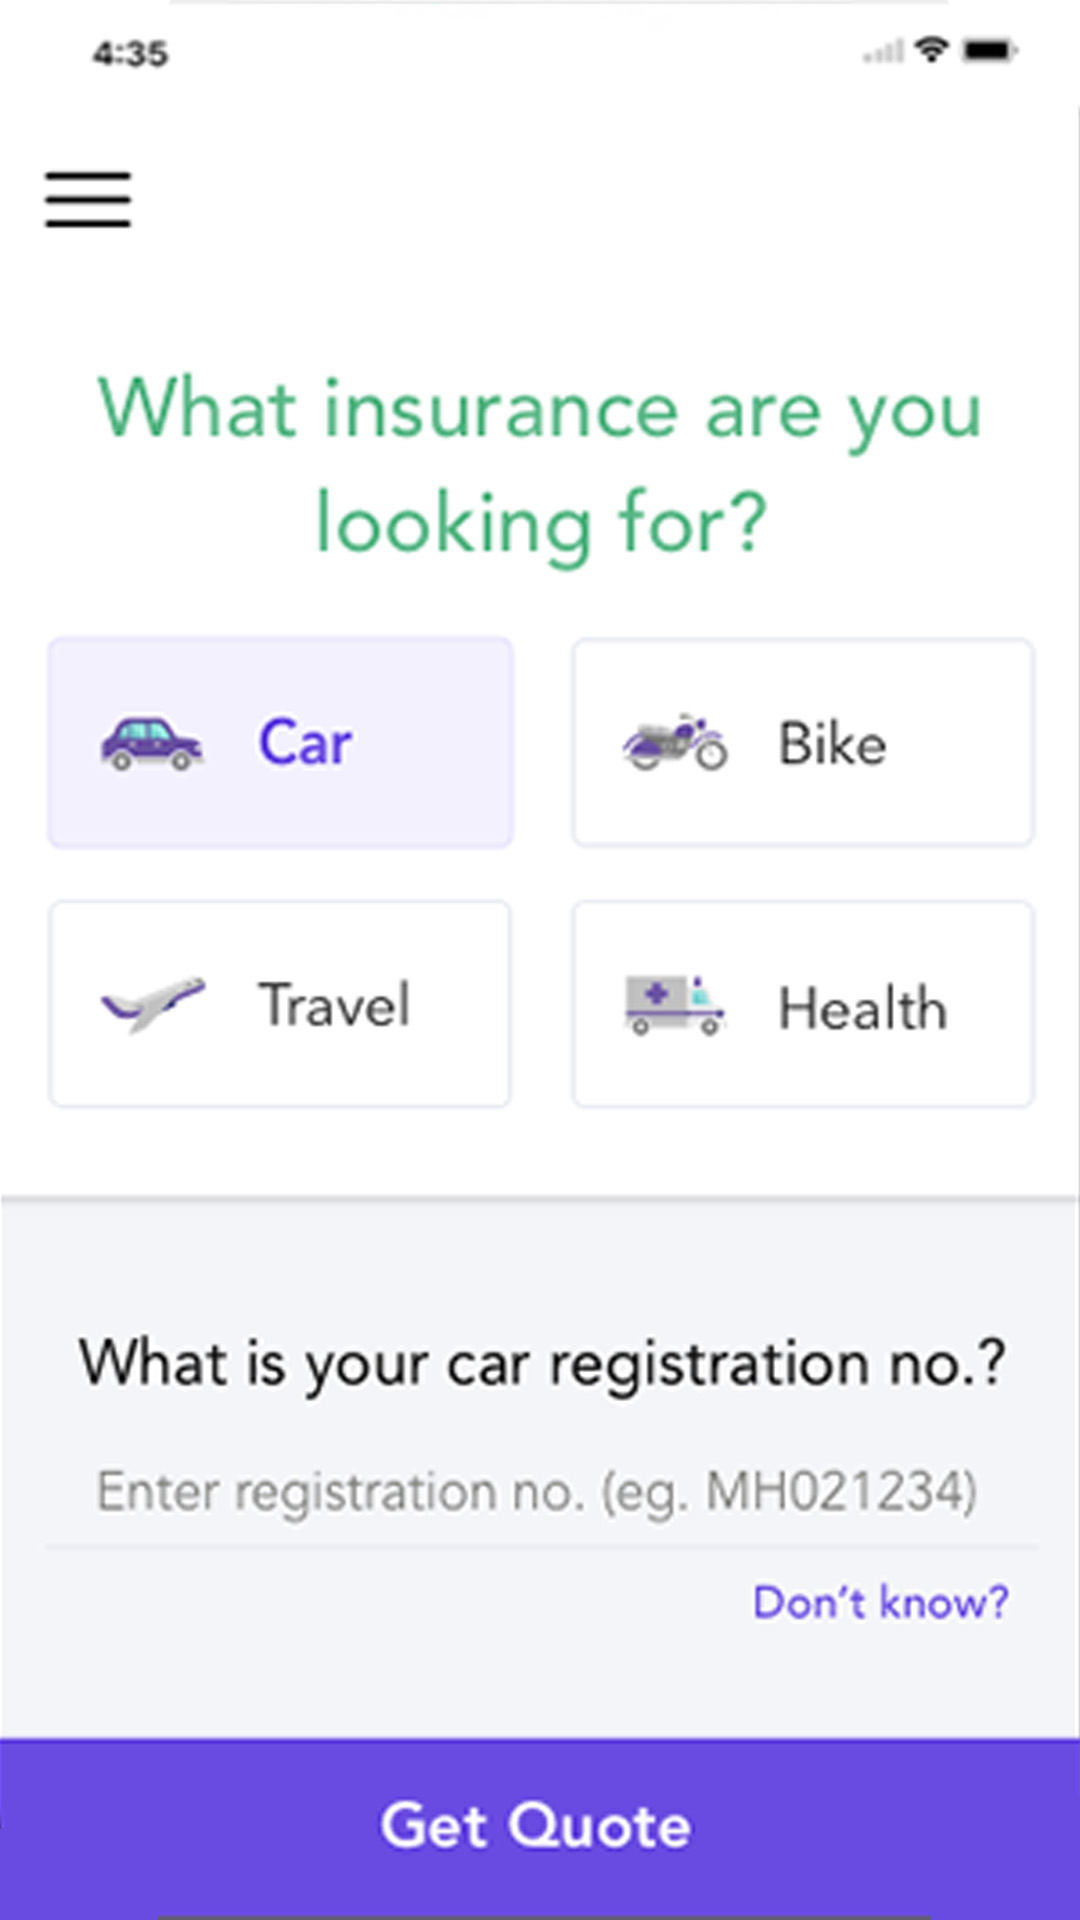 4:35
What insurance are you
looking for?
Car
Bike
Travel
Health
What is your car registration no.?
Enter registration no. (eg. MH021234)
Don't know?
Get Quote